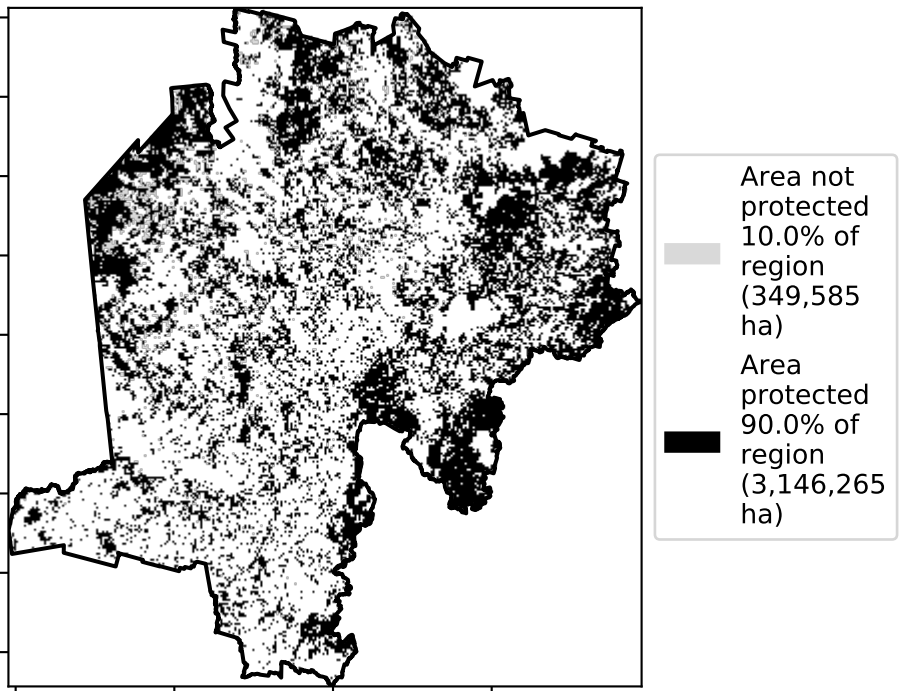 Area not
protected
10.0% of
region
(349,585
ha)
Area
protected
90.0% of
region
(3,146,265
ha)